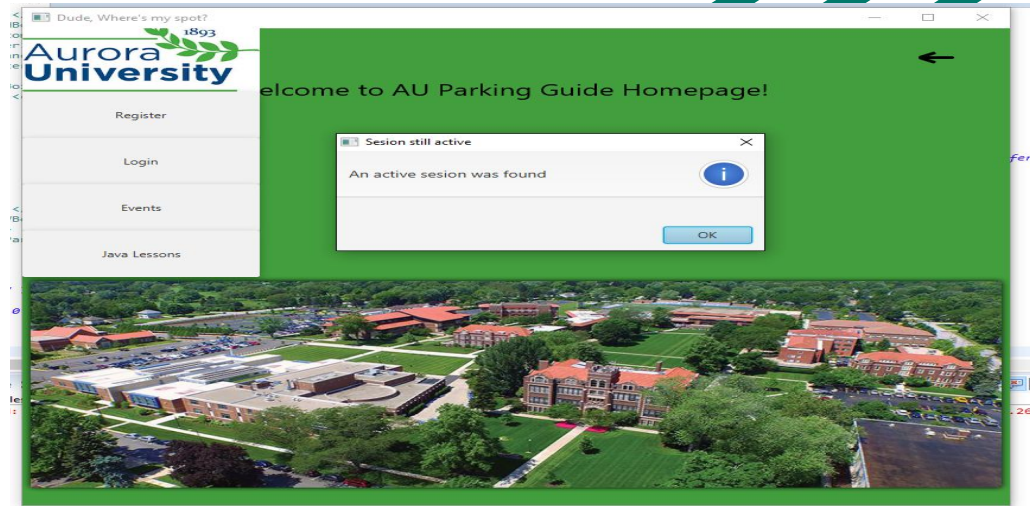 Dude, Where's my spot?
1893
Aurora
University
elcome to AU Parking Guide Homepage!
Register
Login
Events
Java Lessons
Sesion still active
An active sesion was found
i
OK